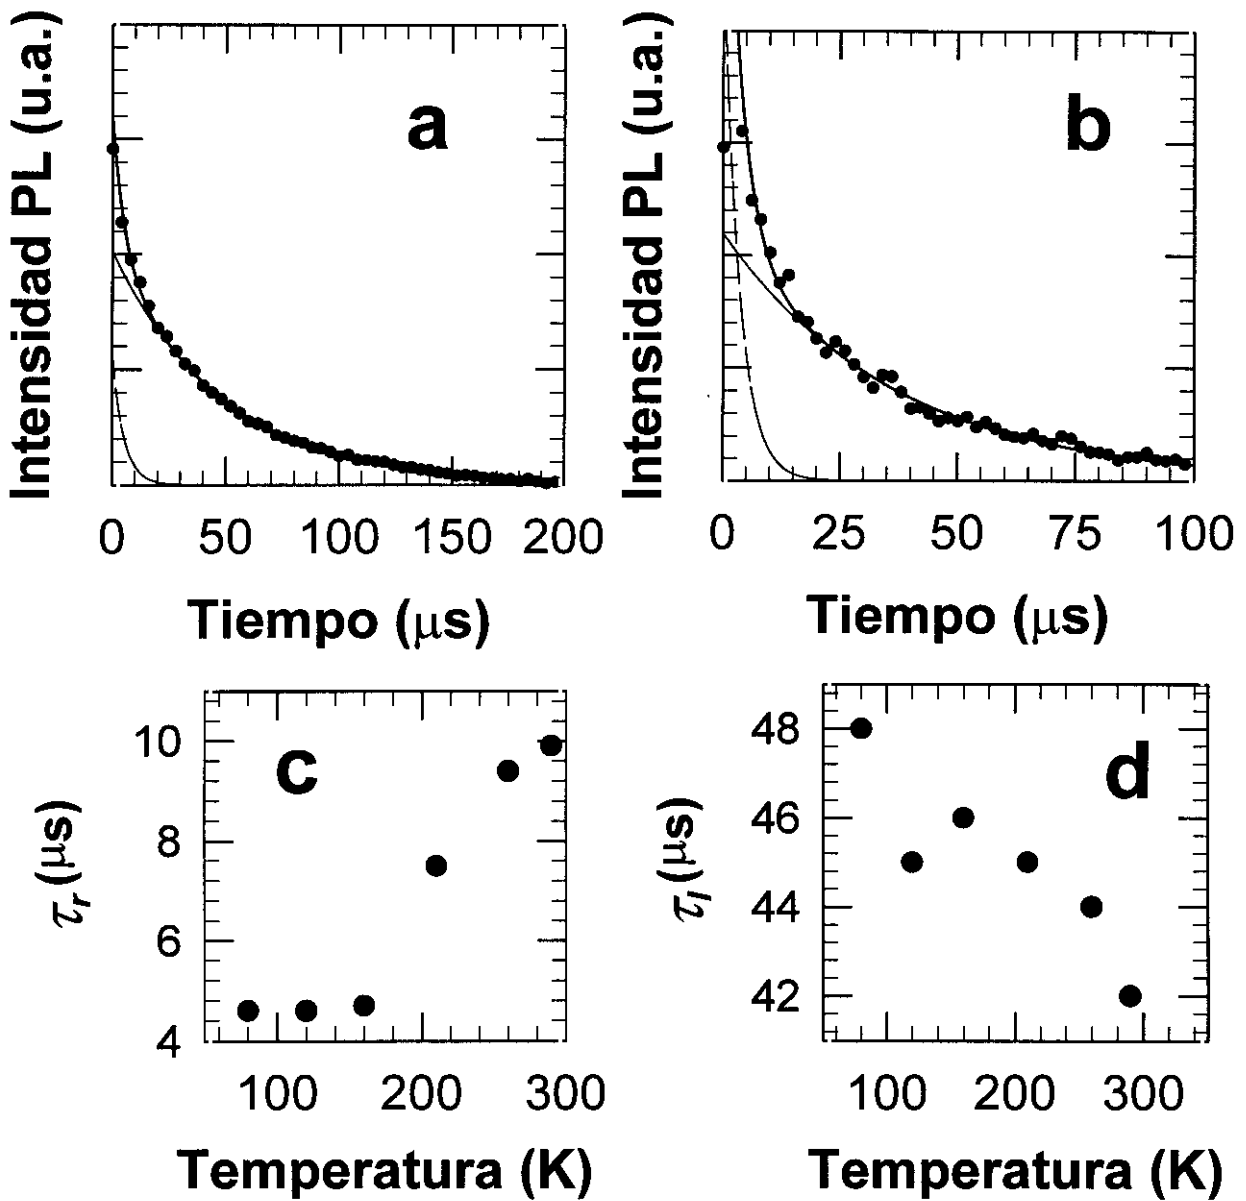 Intensidad PL (u.a.)
a
0 50 100 150 200
Tiempo (μs)
Intensidad PL (u.a.)
b
0 25 50 75 100
Tiempo (μs)
τr (μs)
10
8
6
4
c
100 200 300
Temperatura (K)
τl (μs)
48
46
44
42
d
100 200 300
Temperatura (K)